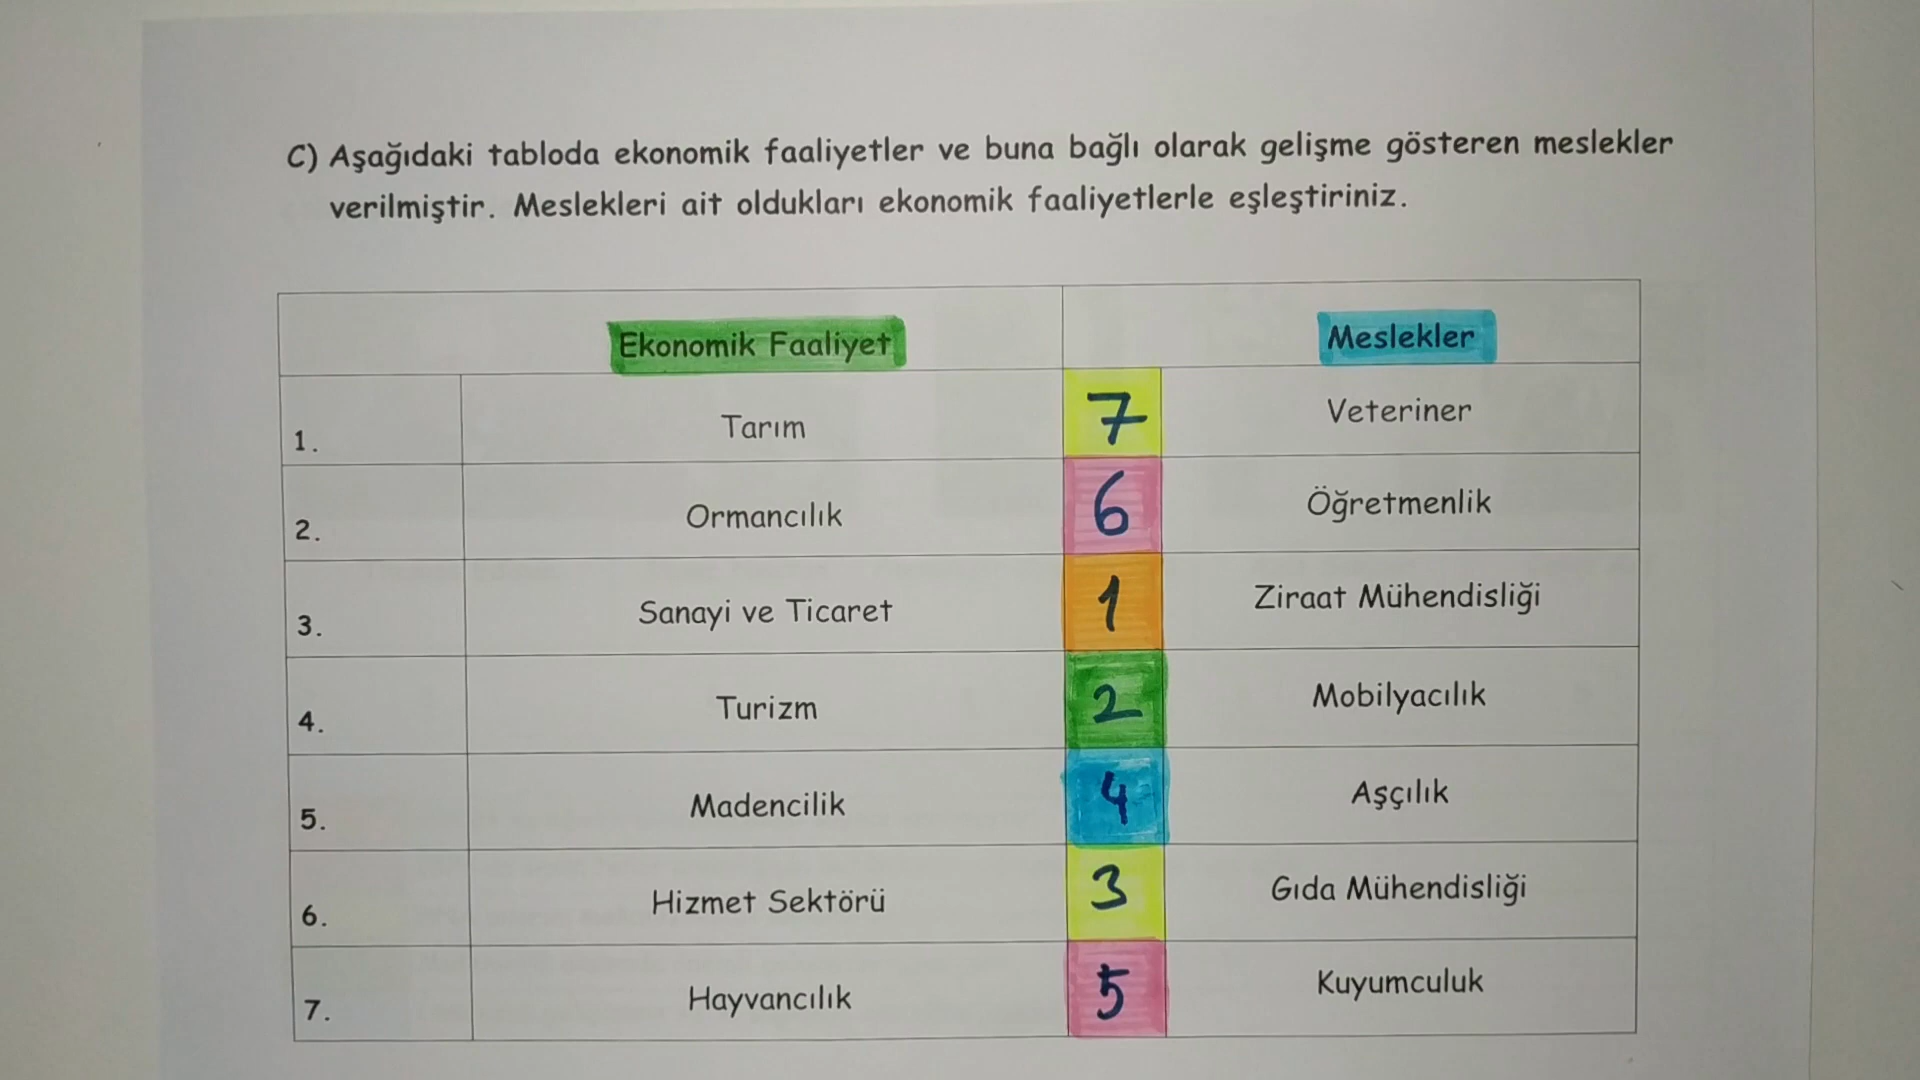 C) Aşağıdaki tabloda ekonomik faaliyetler ve buna bağlı olarak gelişme gösteren meslekler
verilmiştir. Meslekleri ait oldukları ekonomik faaliyetlerle eşleştiriniz.
Ekonomik Faaliyet Meslekler
1. Tarım 7 Veteriner
2. Ormancılık 6 Öğretmenlik
3. Sanayi ve Ticaret 1 Ziraat Mühendisliği
4. Turizm 2 Mobilyacılık
5. Madencilik 4 Aşçılık
6. Hizmet Sektörü 3 Gıda Mühendisliği
7. Hayvancılık 5 Kuyumculuk